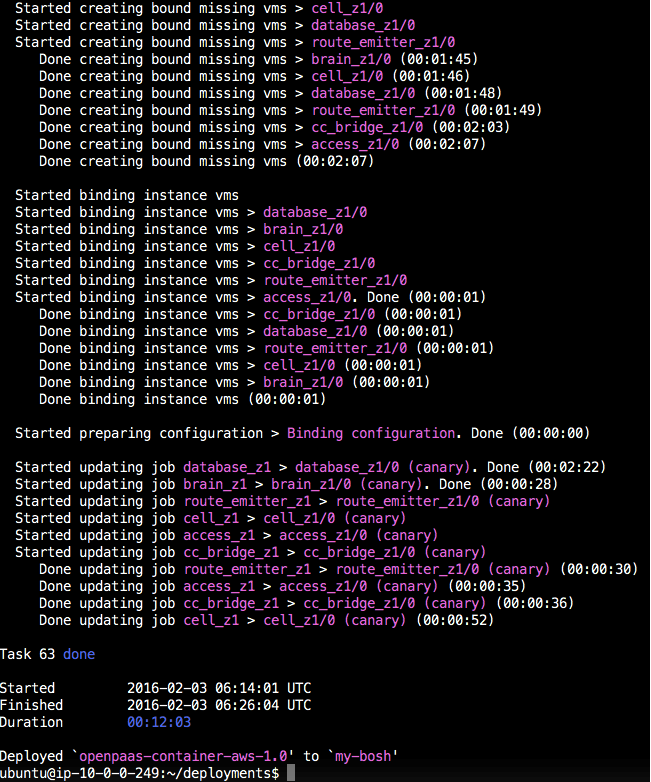 Started creating bound missing vms > cell_z1/0
Started creating bound missing vms > database_z1/0
Started creating bound missing vms > route_emitter_z1/0
Done creating bound missing vms > brain_z1/0 (00:01:45)
Done creating bound missing vms > cell_z1/0 (00:01:46)
Done creating bound missing vms > database_z1/0 (00:01:48)
Done creating bound missing vms > route_emitter_z1/0 (00:01:49)
Done creating bound missing vms > cc_bridge_z1/0 (00:02:03)
Done creating bound missing vms > access_z1/0 (00:02:07)
Done creating bound missing vms (00:02:07)
Started binding instance vms
Started binding instance vms > database_z1/0
Started binding instance vms > brain_z1/0
Started binding instance vms > cell_z1/0
Started binding instance vms > cc_bridge_z1/0
Started binding instance vms > route_emitter_z1/0
Started binding instance vms > access_z1/0. Done (00:00:01)
Done binding instance vms > cc_bridge_z1/0 (00:00:01)
Done binding instance vms > database_z1/0 (00:00:01)
Done binding instance vms > route_emitter_z1/0 (00:00:01)
Done binding instance vms > cell_z1/0 (00:00:01)
Done binding instance vms > brain_z1/0 (00:00:01)
Done binding instance vms (00:00:01)
Started preparing configuration > Binding configuration. Done (00:00:00)
Started updating job database_z1 > database_z1/0 (canary). Done (00:02:22)
Started updating job brain_z1 > brain_z1/0 (canary). Done (00:00:28)
Started updating job route_emitter_z1 > route_emitter_z1/0 (canary)
Started updating job cell_z1 > cell_z1/0 (canary)
Started updating job access_z1 > access_z1/0 (canary)
Started updating job cc_bridge_z1 > cc_bridge_z1/0 (canary)
Done updating job route_emitter_z1 > route_emitter_z1/0 (canary) (00:00:30)
Done updating job access_z1 > access_z1/0 (canary) (00:00:35)
Done updating job cc_bridge_z1 > cc_bridge_z1/0 (canary) (00:00:36)
Done updating job cell_z1 > cell_z1/0 (canary) (00:00:52)
Task 63 done
Started 2016-02-03 06:14:01 UTC
Finished 2016-02-03 06:26:04 UTC
Duration 00:12:03
Deployed `openpaas-container-aws-1.0' to `my-bosh'
ubuntu@ip-10-0-0-249:~/deployments$